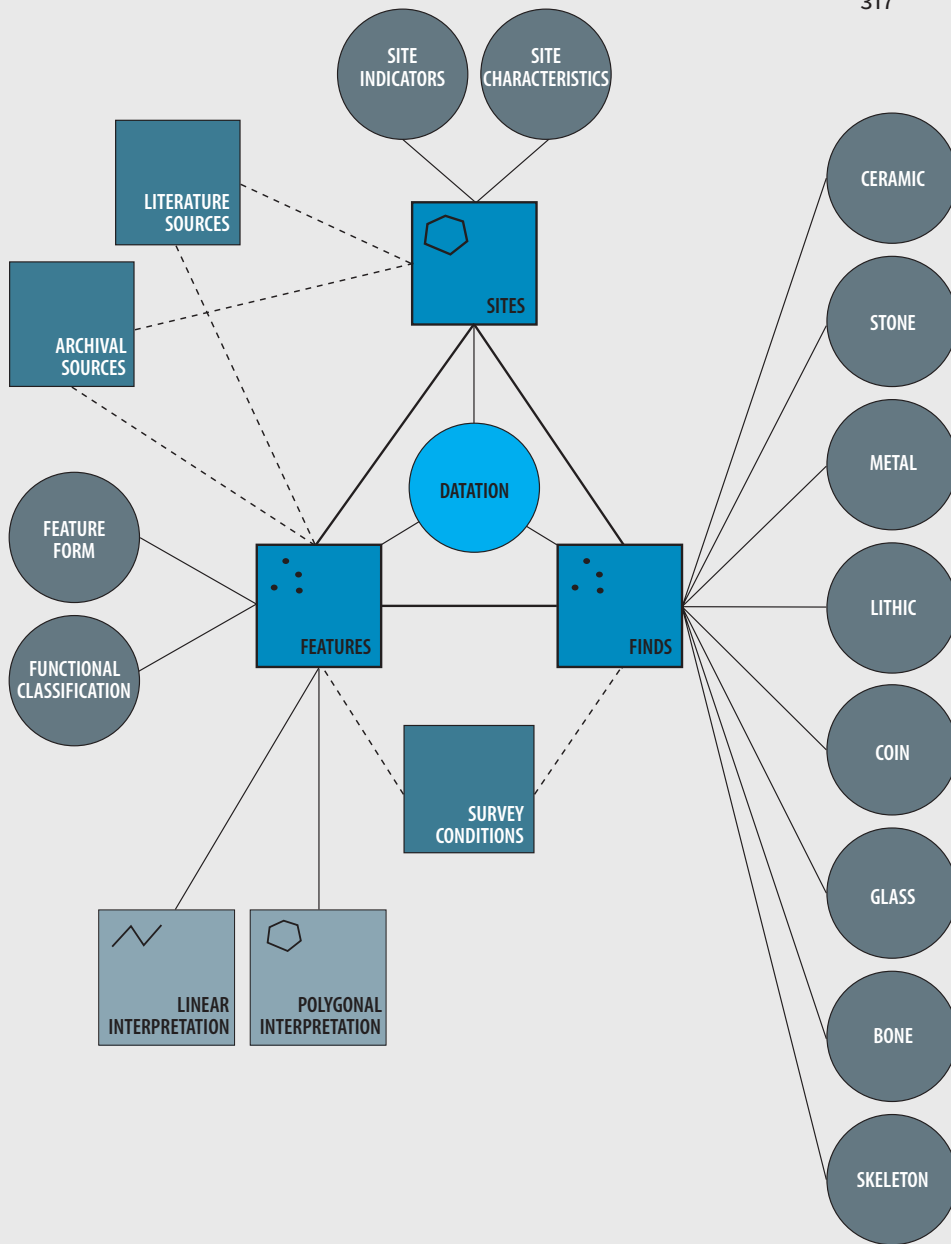 317
SITE
INDICATORS
SITE
CHARACTERISTICS
LITERATURE
SOURCES
CERAMIC
SITES
ARCHIVAL
SOURCES
STONE
METAL
DATATION
FEATURE
FORM
FEATURES
FINDS
LITHIC
FUNCTIONAL
CLASSIFICATION
COIN
SURVEY
CONDITIONS
GLASS
LINEAR
INTERPRETATION
POLYGONAL
INTERPRETATION
BONE
SKELETON